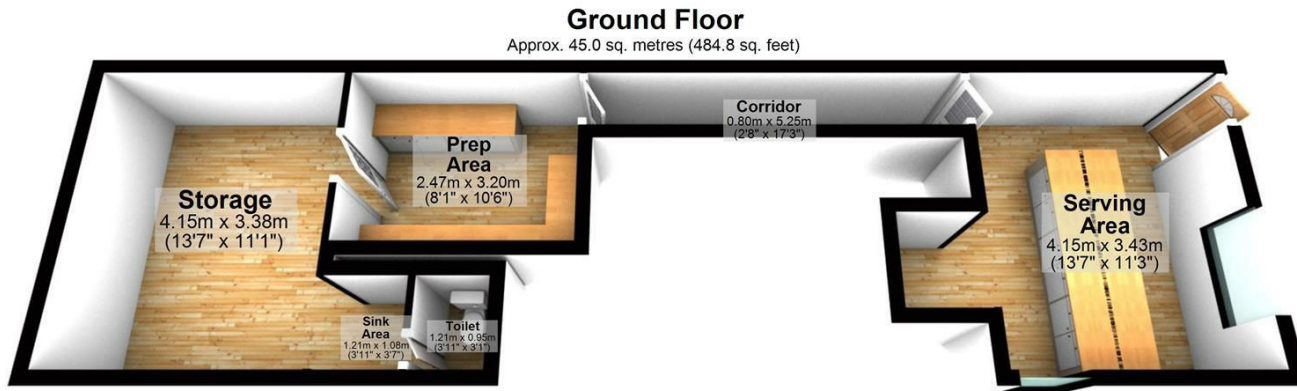 Ground Floor
Approx. 45.0 sq. metres (484.8 sq. feet)
Corridor
0.80m x 5.25m
(2'8" x 17'3")
Prep
Area
2.47m x 3.20m
(8'1" x 10'6")
Storage
4.15m x 3.38m
(13'7" x 11'1")
Serving
Area
4.15m x 3.43m
(13'7" x 11'3")
Sink
Area
1.21m x 1.08m
(3'11" x 3'7")
Toilet
1.21m x 0.95m
(3'11" x 3'1")